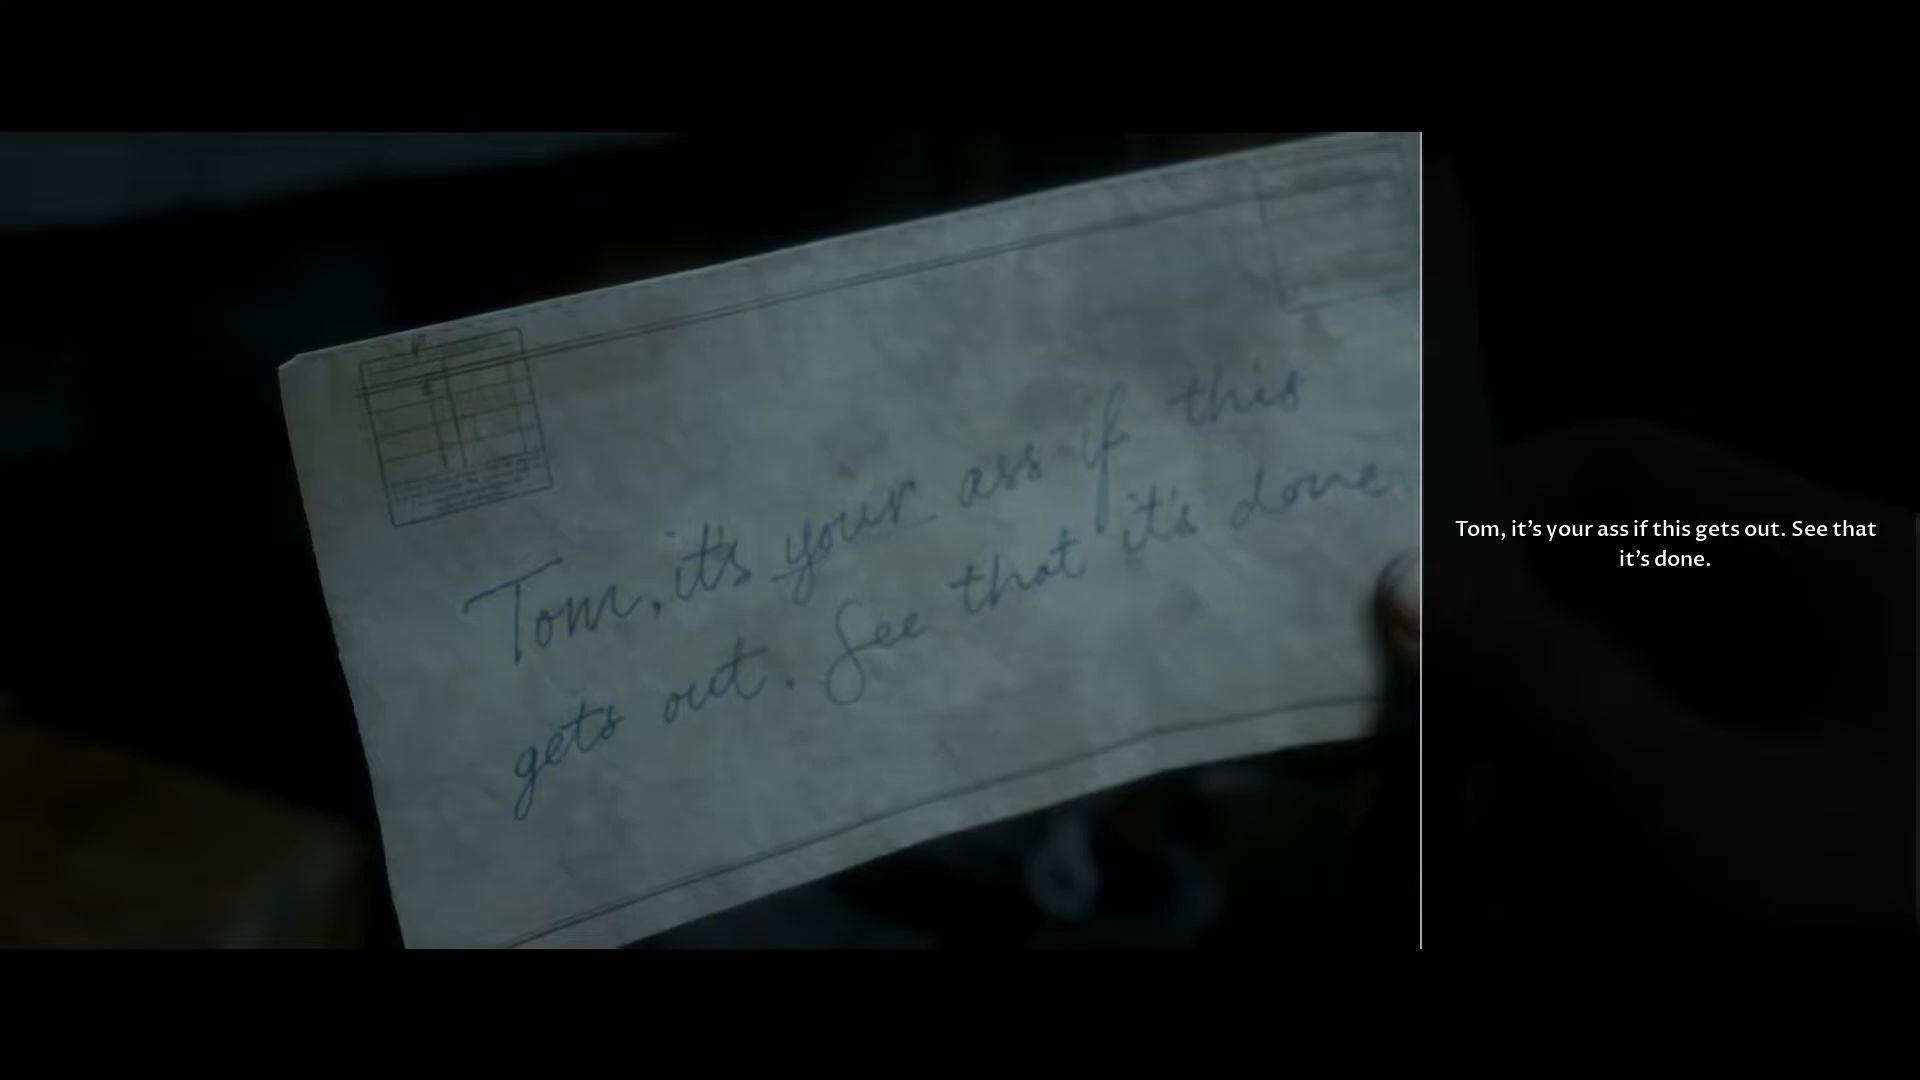 Tom, it's your ass if this
gets out. See that it's done.
Tom, it’s your ass if this gets out. See that
it’s done.